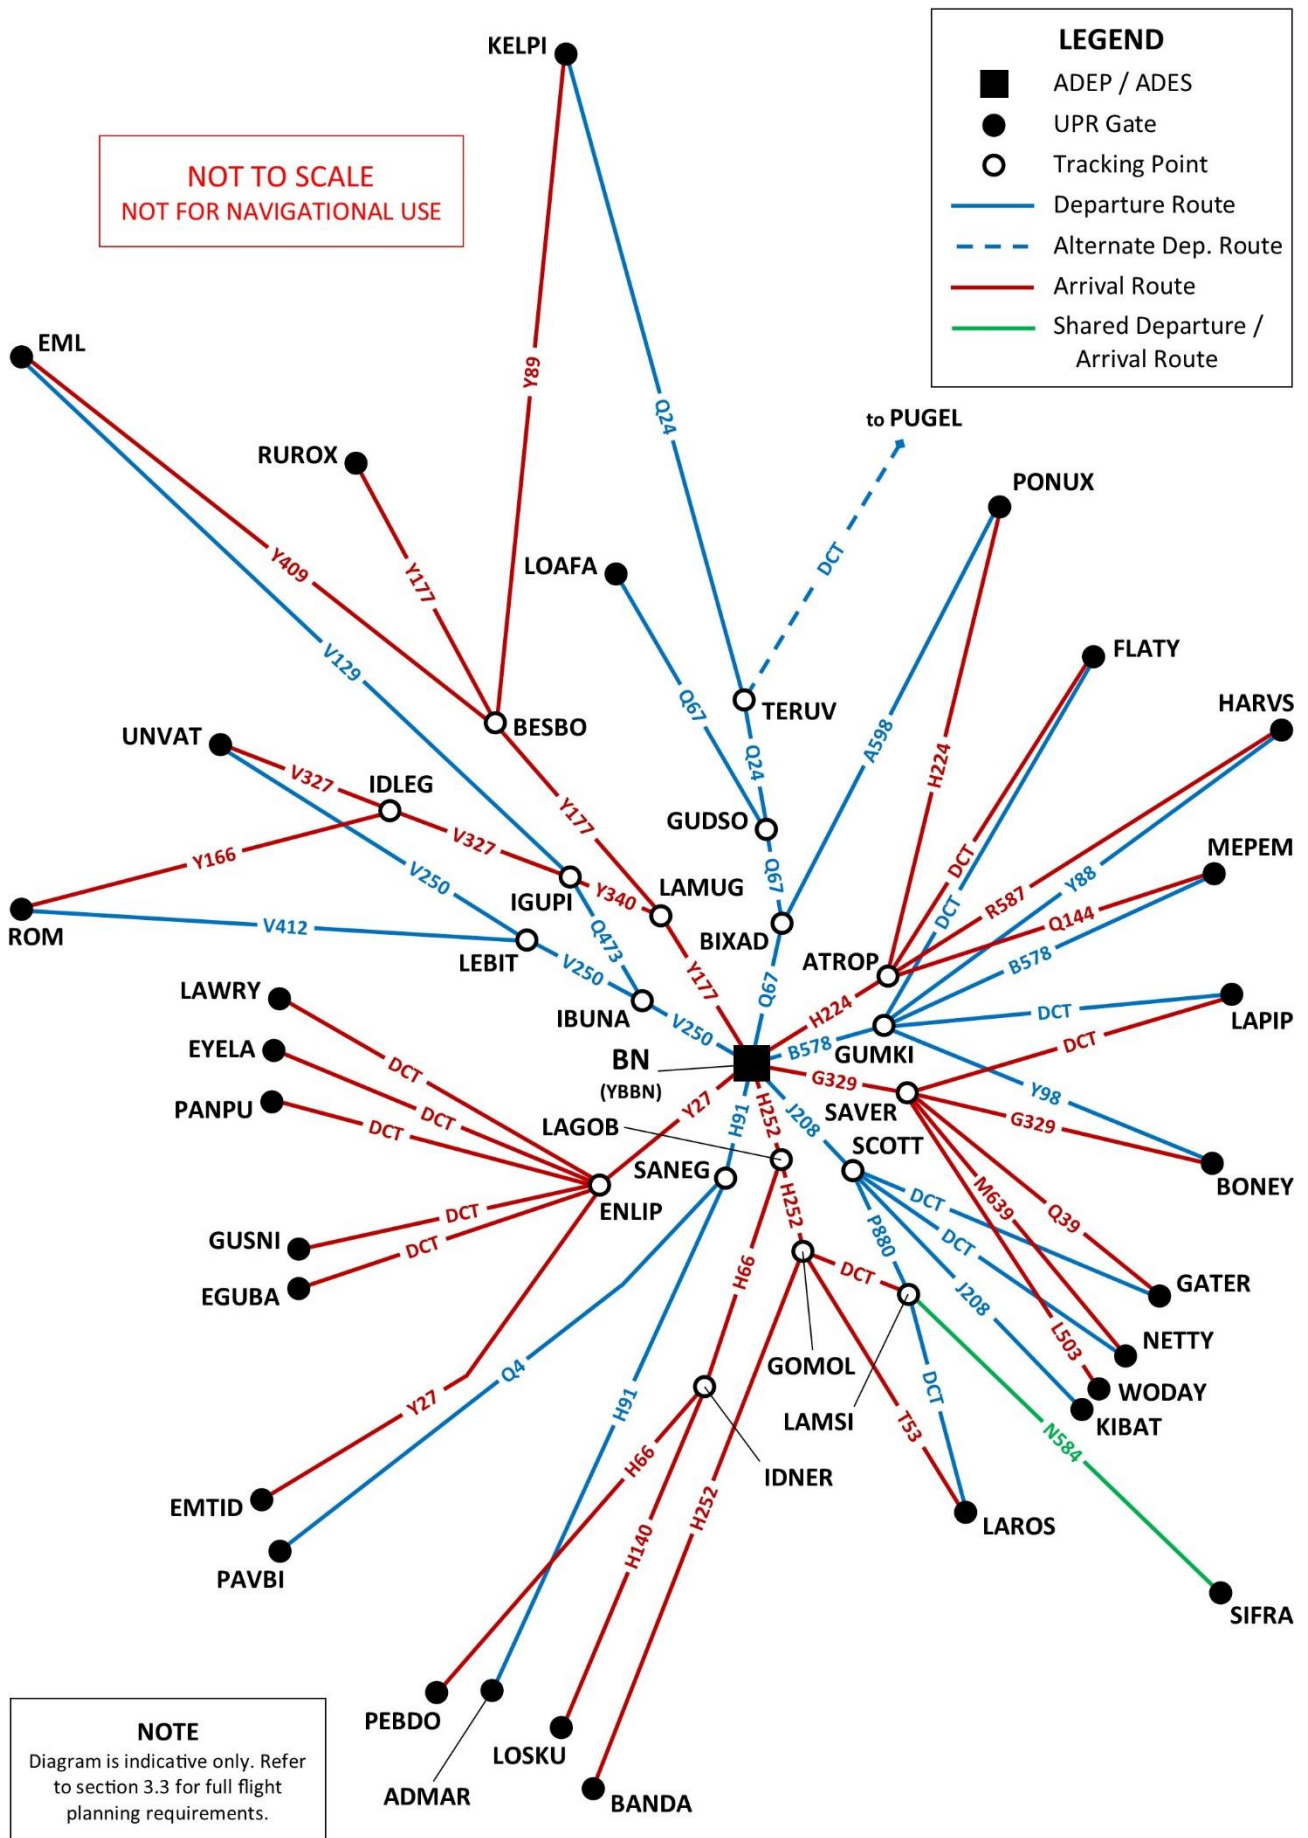 KELPI
LEGEND
ADEP / ADES
UPR Gate
Tracking Point
Departure Route
Alternate Dep. Route
Arrival Route
Shared Departure /
Arrival Route
NOT TO SCALE
NOT FOR NAVIGATIONAL USE
EML
Y89
Q24
to PUGEL
RUROX
PONUX
Y409
Y177
LOAFA
DCT
V129
FLATY
Q67
HARVS
TERUV
BESBO
UNVAT
A598
H224
V327
IDLEG
Q24
Y177
GUDSO
V327
Y166
V250
Q67
DCT
MEPEM
Y88
R587
IGUPI
Y340
LAMUG
DCT
Q144
ROM
V412
Q473
BIXAD
B578
LEBIT
V250
Y177
ATROP
LAWRY
Q67
H224
IBUNA
V250
DCT
LAPIP
EYELA
BN
(YBBN)
B578
GUMKI
DCT
DCT
G329
Y98
PANPU
DCT
Y27
H91
H252
J208
SAVER
G329
DCT
LAGOB
SCOTT
SANEG
BONEY
M639
ENLIP
H252
DCT
Q39
GUSNI
DCT
P880
DCT
DCT
H66
DCT
EGUBA
J208
GATER
L503
NETTY
GOMOL
Q4
WODAY
Y27
H91
LAMSI
DCT
KIBAT
T53
N584
H66
IDNER
EMTID
H252
LAROS
H140
PAVBI
SIFRA
PEBDO
LOSKU
ADMAR
BANDA
NOTE
Diagram is indicative only. Refer
to section 3.3 for full flight
planning requirements.